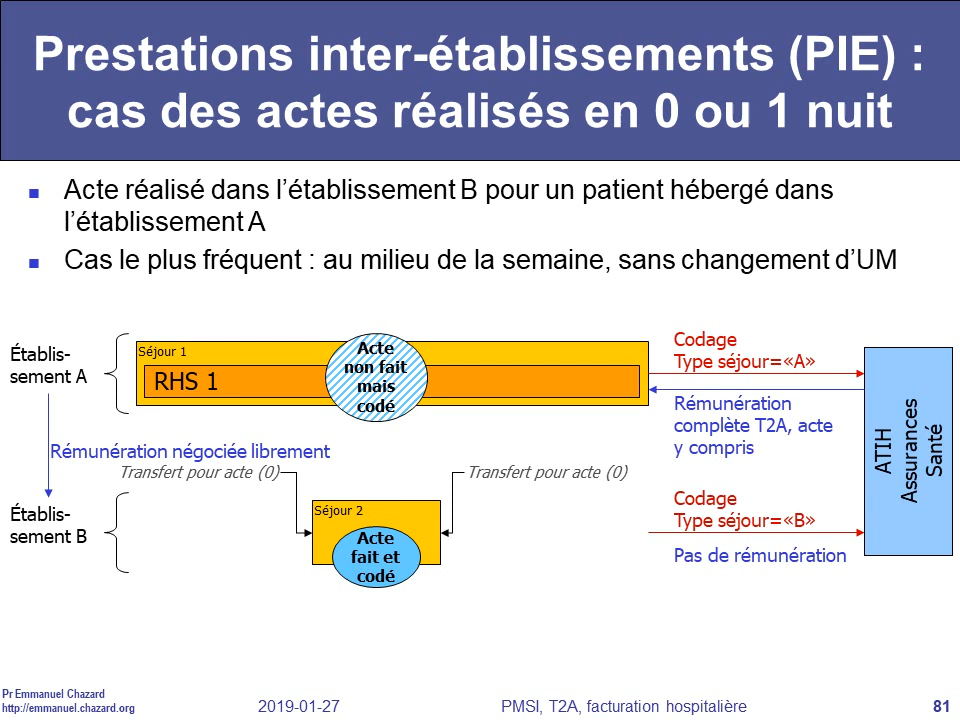 Prestations inter-établissements (PIE) :
cas des actes réalisés en 0 ou 1 nuit
Acte réalisé dans l’établissement B pour un patient hébergé dans
l’établissement A
Cas le plus fréquent : au milieu de la semaine, sans changement d’UM
Établis-
sement A
Séjour 1
RHS 1
Acte
non fait
mais
codé
Codage
Type séjour=«A»
Rémunération
complète T2A, acte
y compris
ATIH
Assurances
Santé
Rémunération négociée librement
Transfert pour acte (0)
Transfert pour acte (0)
Établis-
sement B
Séjour 2
Acte
fait et
codé
Codage
Type séjour=«B»
Pas de rémunération
Pr Emmanuel Chazard
http://emmanuel.chazard.org
2019-01-27
PMSI, T2A, facturation hospitalière
81